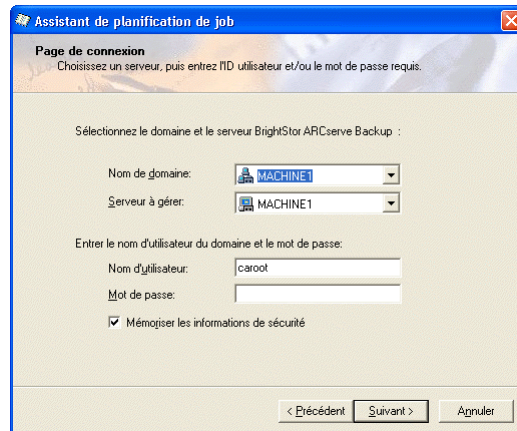 Assistant de planification de job
Page de connexion
Choisissez un serveur, puis entrez l'ID utilisateur et/ou le mot de passe requis.
Sélectionnez le domaine et le serveur BrightStor ARCserve Backup :
Nom de domaine: MACHINE1
Serveur à gérer: MACHINE1
Entrer le nom d'utilisateur du domaine et le mot de passe:
Nom d'utilisateur: caroot
Mot de passe:
Mémoriser les informations de sécurité
< Précédent Suivant > Annuler